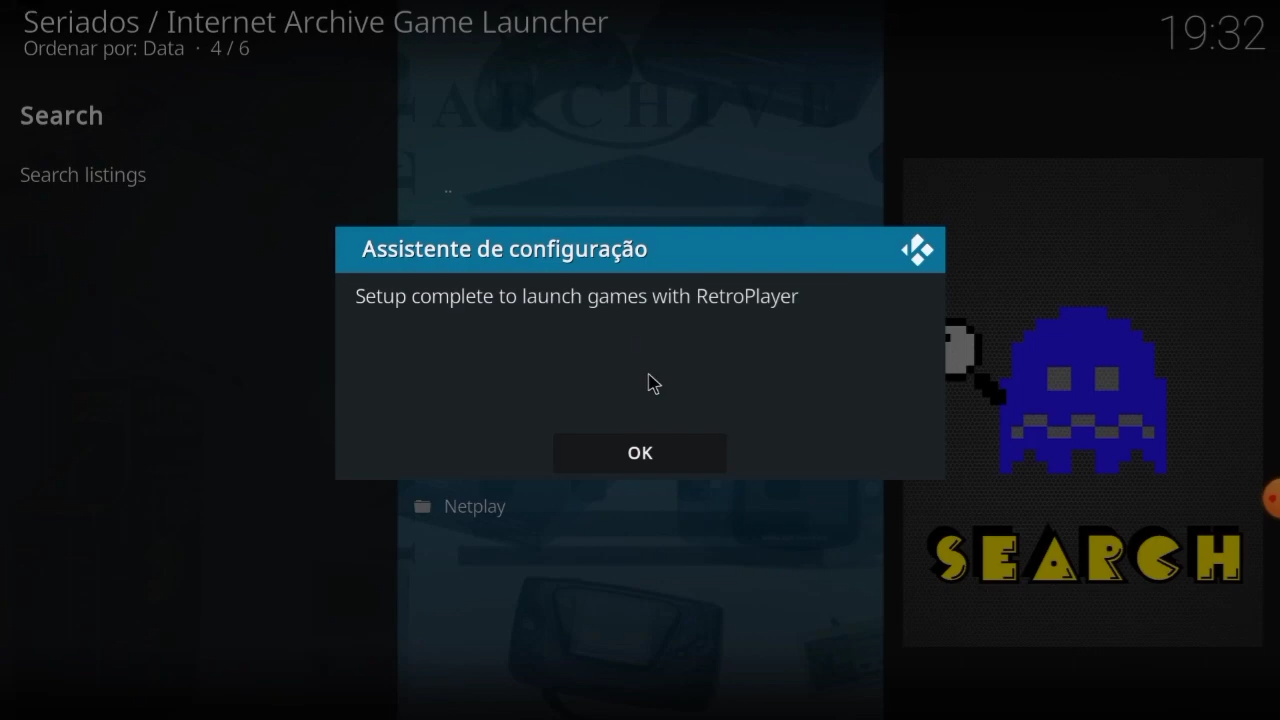 Seriados / Internet Archive Game Launcher
Ordenar por: Data · 4 / 6
19:32
Search
Search listings
ARCHIVE
..
Assistente de configuração
Setup complete to launch games with RetroPlayer
OK
Netplay
SEARCH